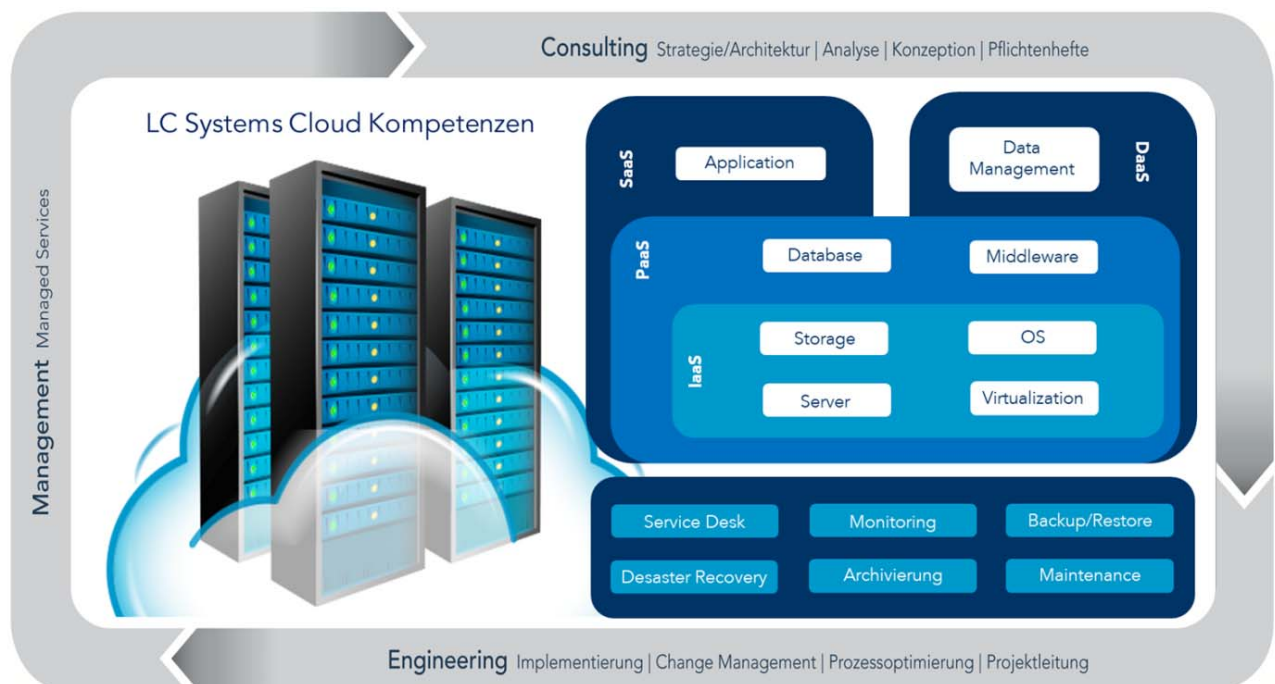 Consulting Strategie/Architektur | Analyse | Konzeption | Pflichtenhefte
LC Systems Cloud Kompetenzen
Management Managed Services
SaaS
Application
Data
Management
DaaS
PaaS
Database
Middleware
IaaS
Storage
OS
Server
Virtualization
Service Desk
Monitoring
Backup/Restore
Desaster Recovery
Archivierung
Maintenance
Engineering Implementierung | Change Management | Prozessoptimierung | Projektleitung